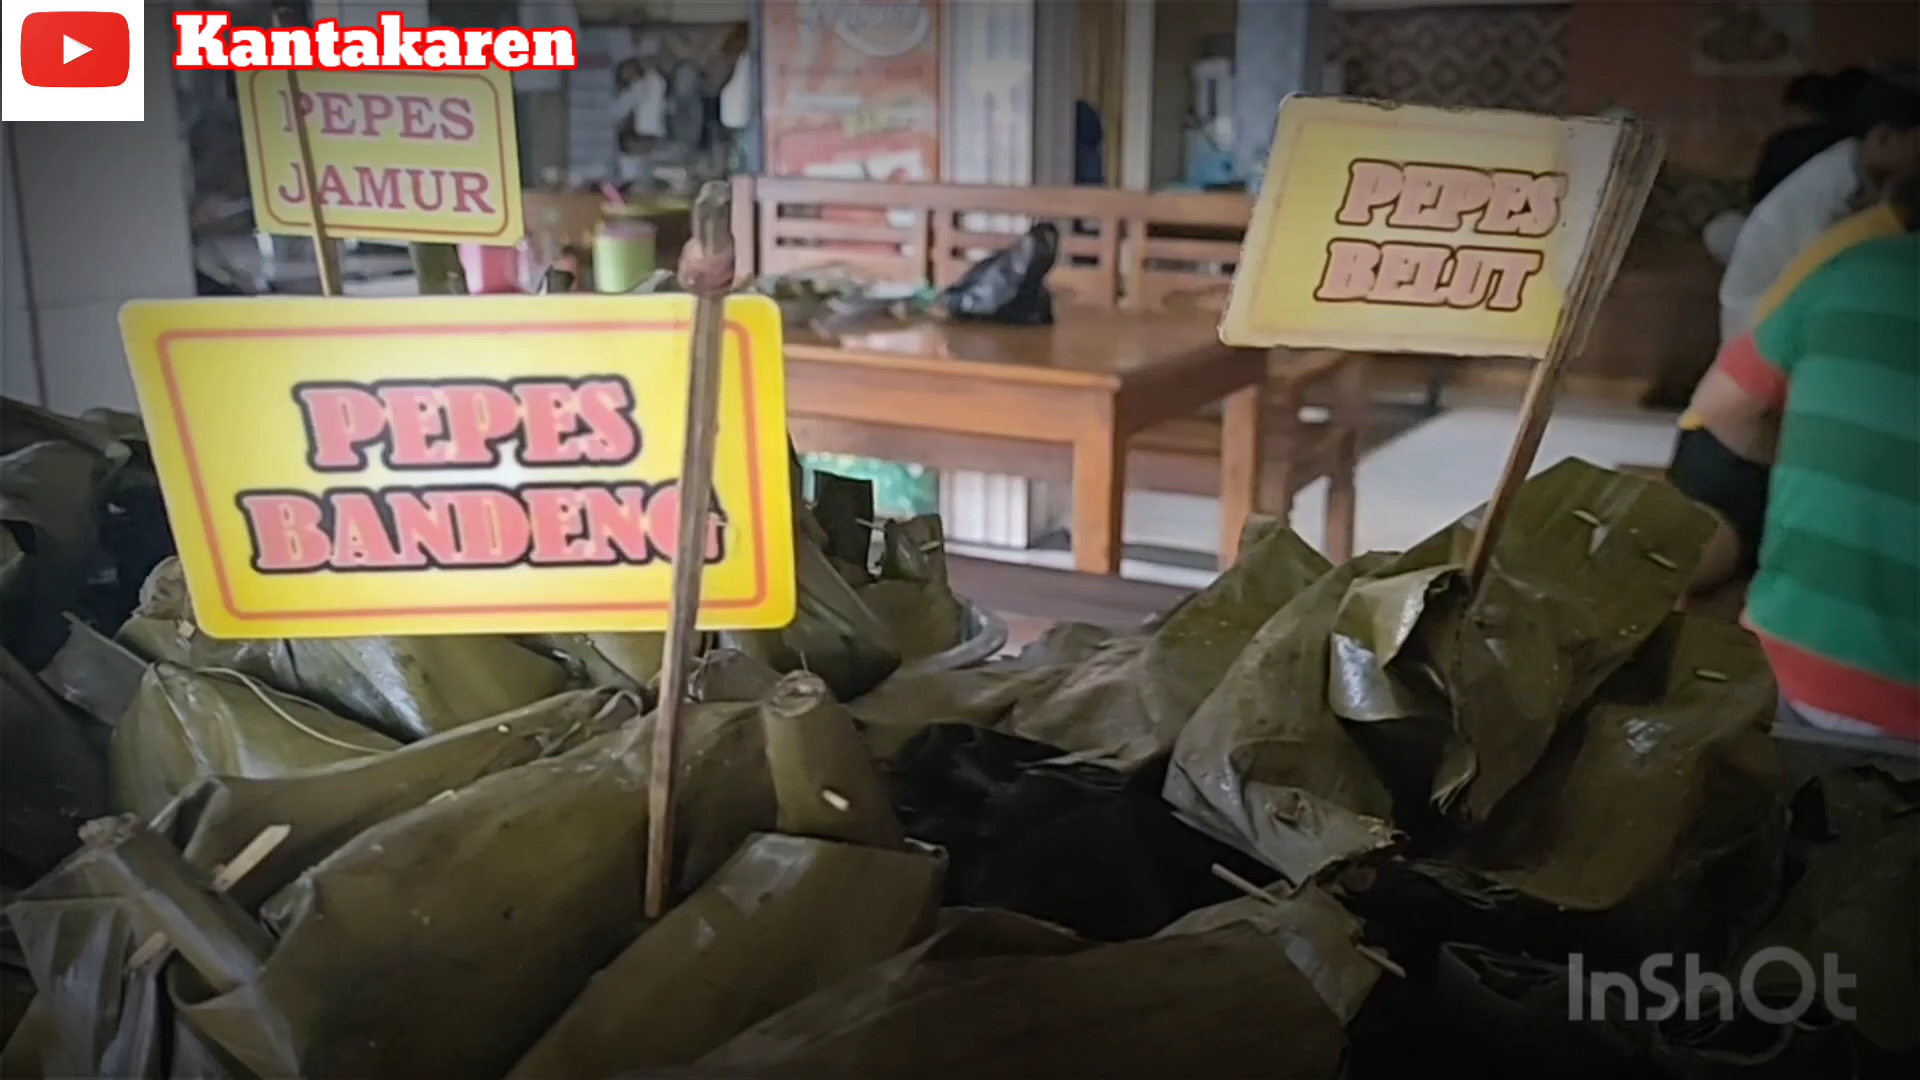 Kantakaren
PEPES
JAMUR
PEPES
BELUT
PEPES
BANDENG
InShOt